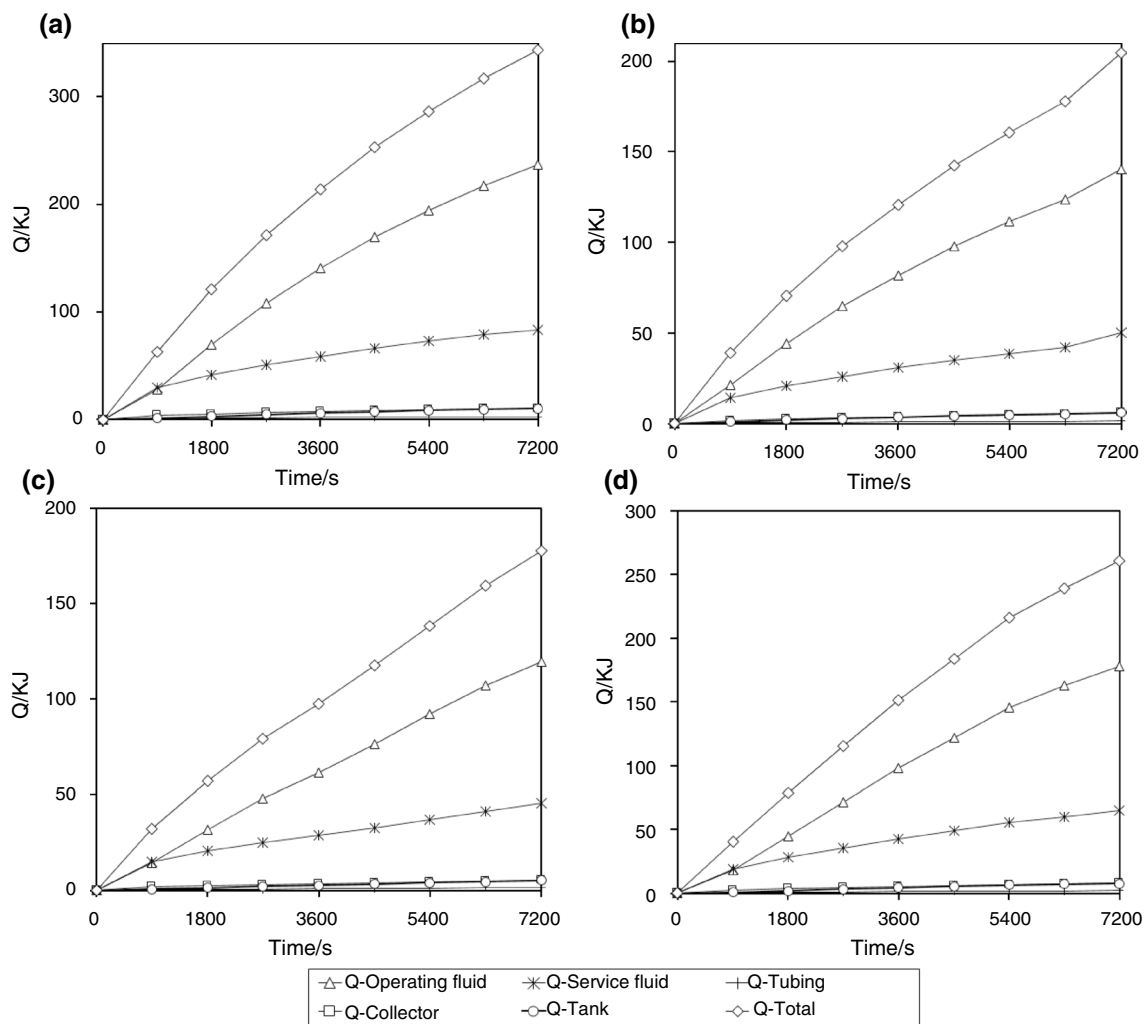 (a)
300
200
100
0
Q/KJ
0 1800 3600 5400 7200
Time/s
(b)
200
150
100
50
0
Q/KJ
0 1800 3600 5400 7200
Time/s
(c)
200
150
100
50
0
Q/KJ
0 1800 3600 5400 7200
Time/s
(d)
300
250
200
150
100
50
0
Q/KJ
0 1800 3600 5400 7200
Time/s
Q-Operating fluid Q-Service fluid Q-Tubing
Q-Collector Q-Tank Q-Total